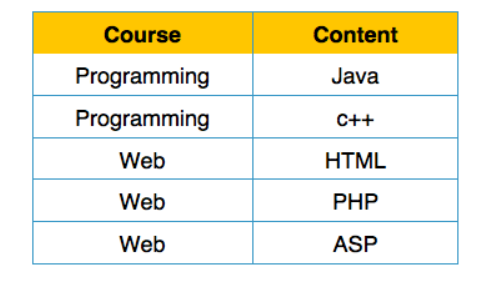 Course Content
Programming Java
Programming c++
Web HTML
Web PHP
Web ASP